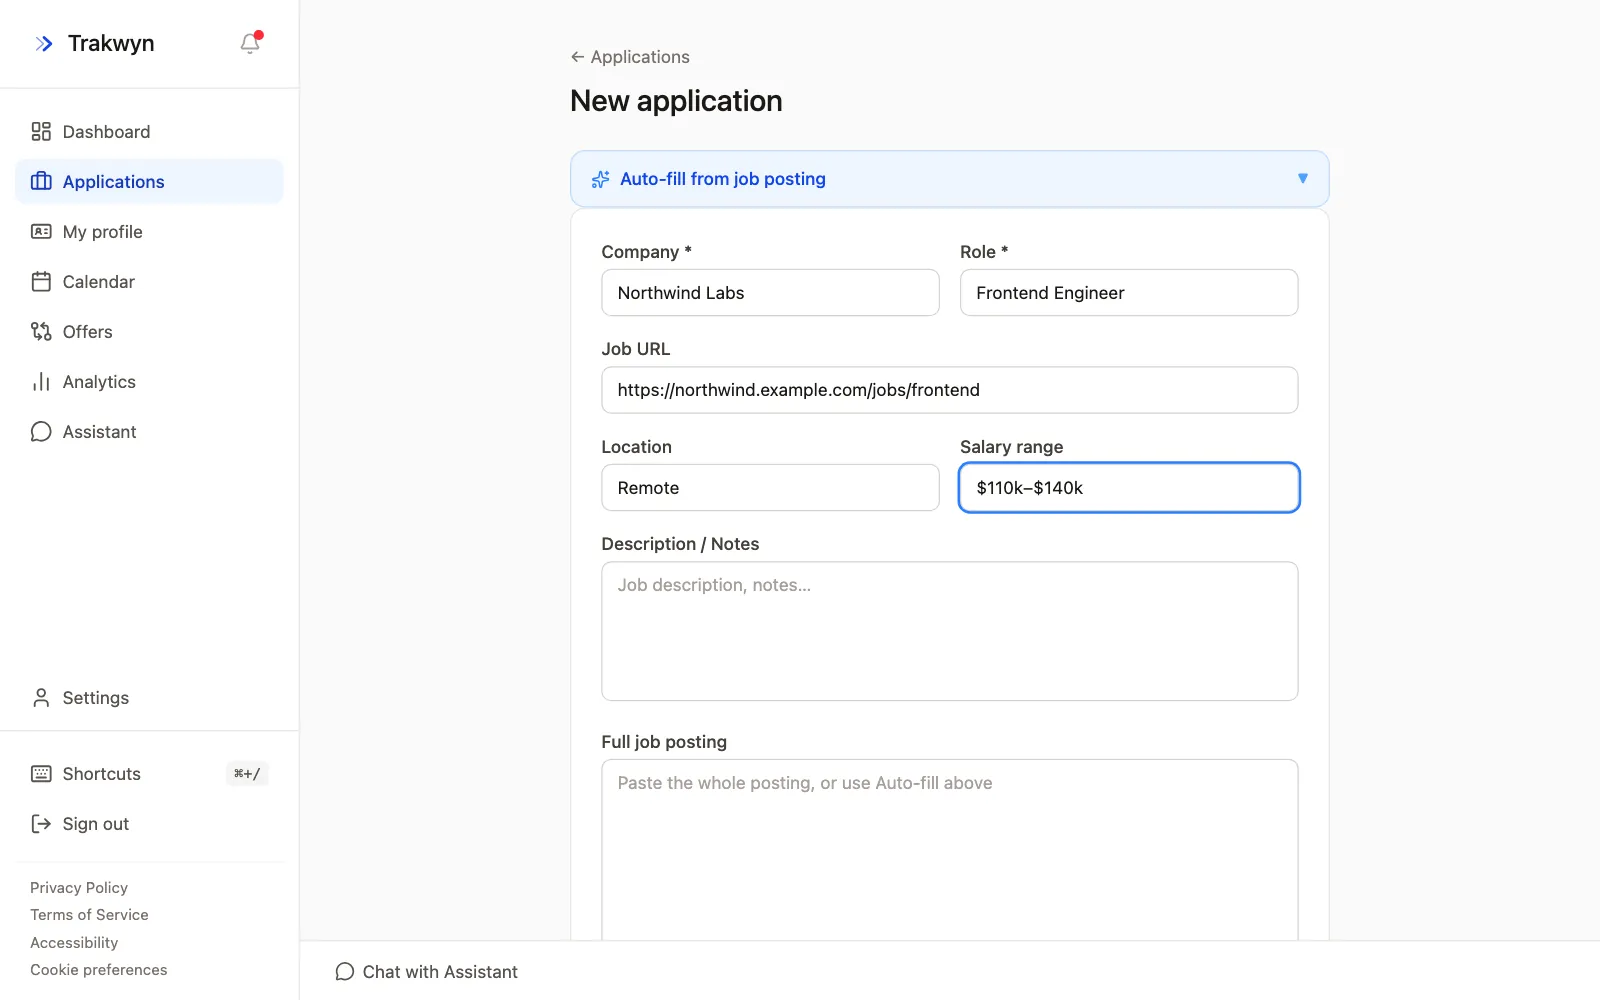 Trakwyn
Dashboard
Applications
My profile
Calendar
Offers
Analytics
Assistant
Settings
Shortcuts ⌘+/
Sign out
Privacy Policy
Terms of Service
Accessibility
Cookie preferences
← Applications
New application
Auto-fill from job posting ▼
Company * Role *
Northwind Labs Frontend Engineer
Job URL
https://northwind.example.com/jobs/frontend
Location Salary range
Remote $110k–$140k
Description / Notes
Job description, notes...
Full job posting
Paste the whole posting, or use Auto-fill above
Chat with Assistant